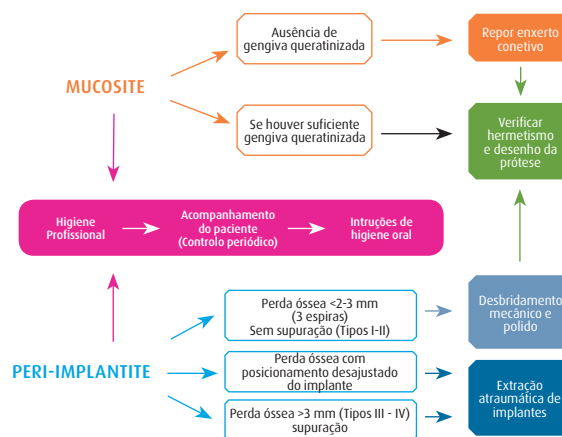 Ausência de
gengiva queratinizada
Repor enxerto
conetivo
MUCOSITE
Se houver suficiente
gengiva queratinizada
Verificar
hermetismo
e desenho da
prótese
Higiene
Profissional
Acompanhamento
do paciente
(Controlo periódico)
Intruções de
higiene oral
Perda óssea <2-3 mm
(3 espiras)
Sem supuração (Tipos I-II)
Desbridamento
mecânico e
polido
PERI-IMPLANTITE
Perda óssea com
posicionamento desajustado
do implante
Extração
atraumática de
implantes
Perda óssea >3 mm (Tipos III - IV)
supuração